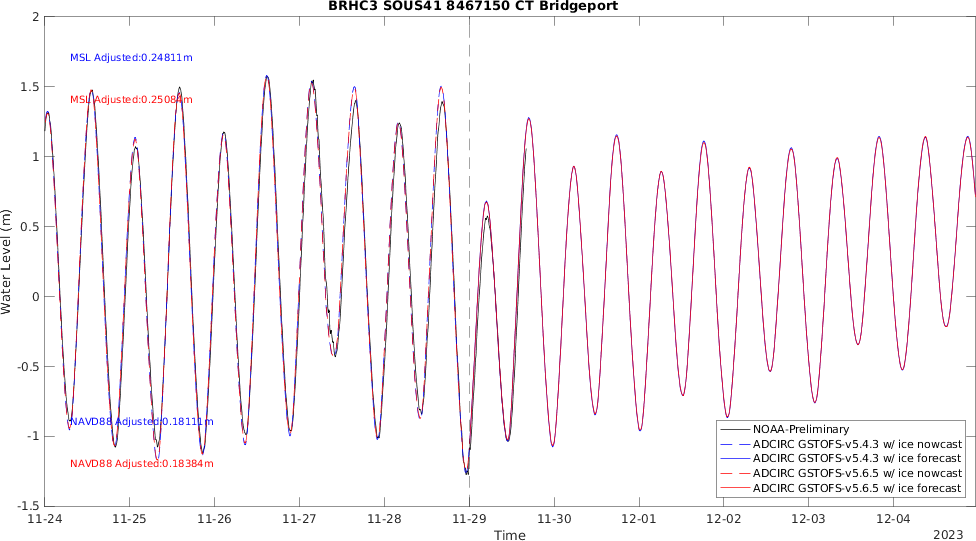 BRHC3 SOUS41 8467150 CT Bridgeport
2
MSL Adjusted:0.24811m
1.5
MSL Adjusted:0.25084m
1
0.5
Water Level (m)
0
-0.5
NAVD88 Adjusted:0.18111m
-1
NAVD88 Adjusted:0.18384m
-1.5
NOAA-Preliminary
ADCIRC GSTOFS-v5.4.3 w/ ice nowcast
ADCIRC GSTOFS-v5.4.3 w/ ice forecast
ADCIRC GSTOFS-v5.6.5 w/ ice nowcast
ADCIRC GSTOFS-v5.6.5 w/ ice forecast
11-24 11-25 11-26 11-27 11-28 11-29 11-30 12-01 12-02 12-03 12-04
Time
2023